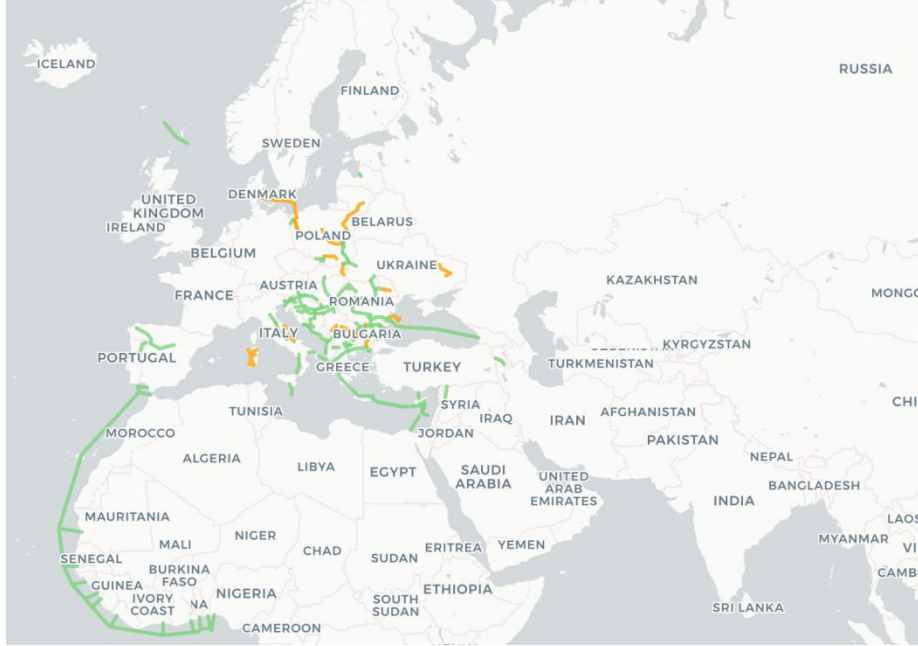 ICELAND
RUSSIA
FINLAND
SWEDEN
DENMARK
UNITED
KINGDOM
IRELAND
BELARUS
POLAND
BELGIUM
UKRAINE
AUSTRIA
KAZAKHSTAN
FRANCE
ROMANIA
MONGO
ITALY
BULGARIA
KYRGYZSTAN
PORTUGAL
GREECE
TURKEY
TURKMENISTAN
CHI
TUNISIA
SYRIA
IRAQ
IRAN
AFGHANISTAN
MOROCCO
JORDAN
PAKISTAN
ALGERIA
LIBYA
EGYPT
SAUDI
ARABIA
UNITED
ARAB
EMIRATES
NEPAL
BANGLADESH
INDIA
MAURITANIA
NIGER
LAOS
MALI
CHAD
SUDAN
ERITREA
YEMEN
MYANMAR
VI
SENEGAL
BURKINA
FASO
CAMB
GUINEA
IVORY
COAST
NA
NIGERIA
SOUTH
SUDAN
ETHIOPIA
SRI LANKA
CAMEROON